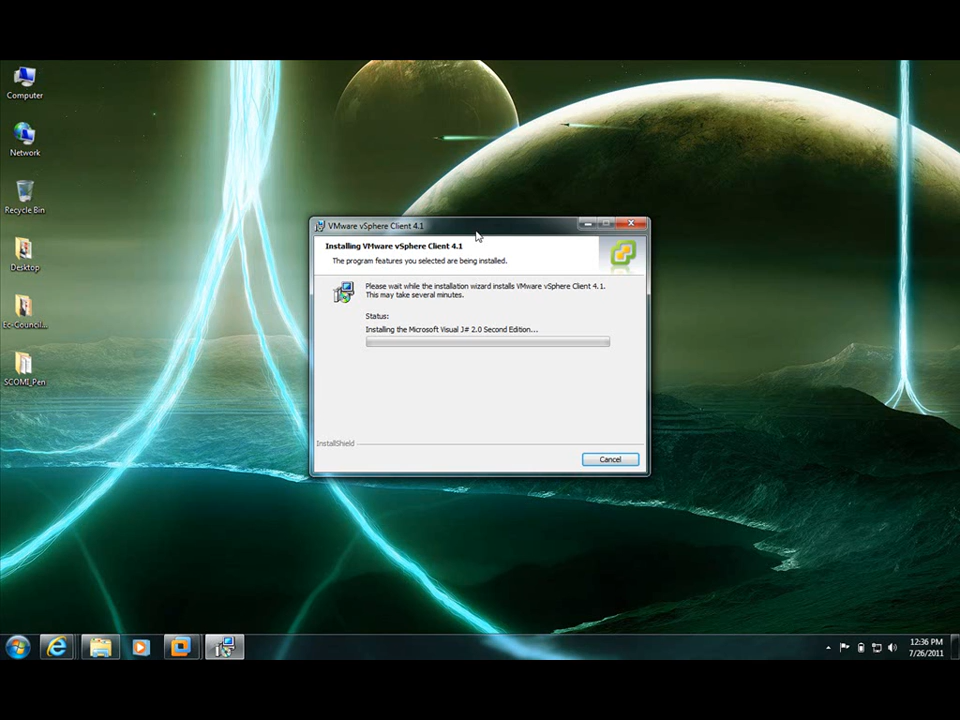 Computer
Network
Recycle Bin
Desktop
Ec-Council...
SCOMI_Pen
VMware vSphere Client 4.1
Installing VMware vSphere Client 4.1
The program features you selected are being installed.
Please wait while the installation wizard installs VMware vSphere Client 4.1.
This may take several minutes.
Status:
Installing the Microsoft Visual J# 2.0 Second Edition...
InstallShield
Cancel
12:36 PM
7/26/2011